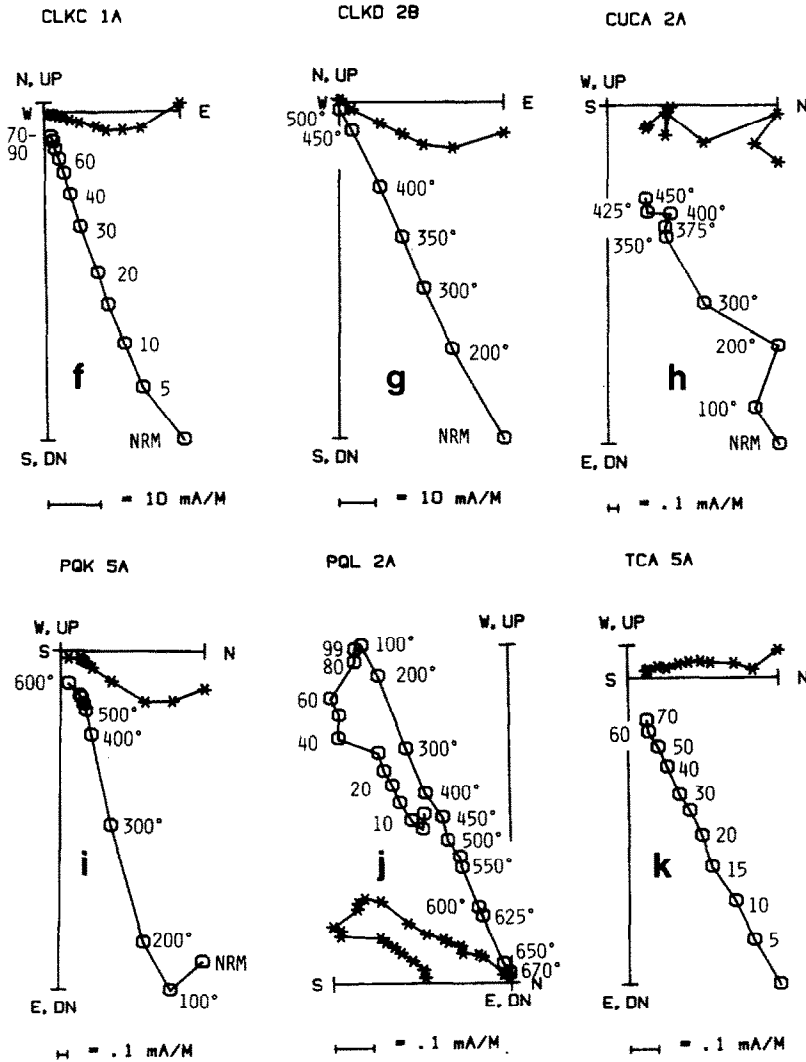 CLKC 1A
N, UP
W
E
70-
90
60
40
30
20
10
5
NRM
f
S, DN
= 10 mA/M
CLKD 2B
N, UP
W
E
500°
450°
400°
350°
300°
200°
NRM
g
S, DN
= 10 mA/M
CUCA 2A
W, UP
S
N
450°
425°
400°
375°
350°
300°
200°
100°
NRM
h
E, DN
= .1 mA/M
PQK 5A
W, UP
S
N
600°
500°
400°
300°
200°
NRM
100°
i
E, DN
= .1 mA/M
PQL 2A
W, UP
99
100°
80
200°
60
40
300°
20
400°
10
450°
500°
550°
j
600°
625°
650°
670°
S
N
E, DN
= .1 mA/M
TCA 5A
W, UP
S
N
70
60
50
40
30
20
15
10
5
k
E, DN
= .1 mA/M